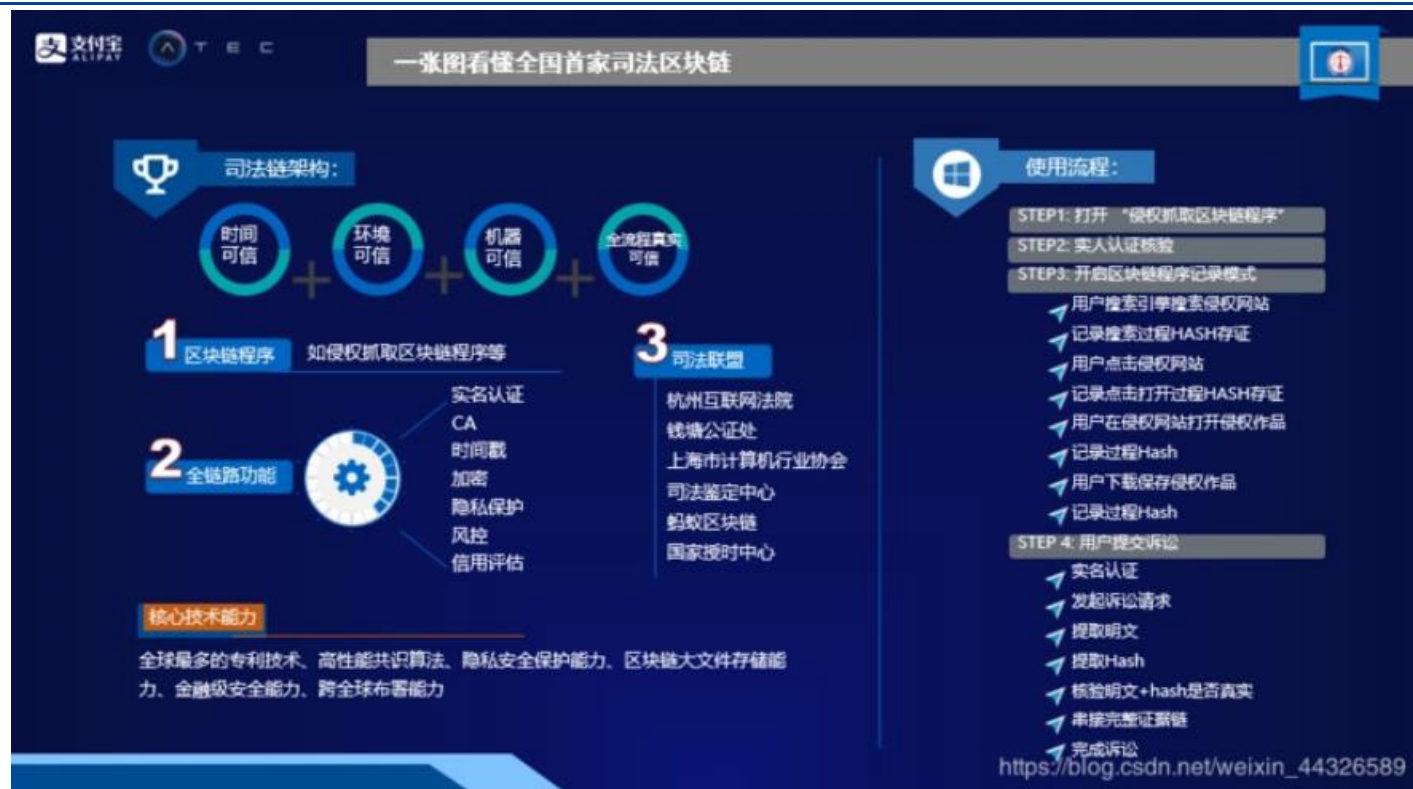 支付宝
ALIPAY
ATEC
一张图看懂全国首家司法区块链
司法链架构：
时间
可信
环境
可信
机器
可信
全流程真实
可信
1
区块链程序
如侵权抓取区块链程序等
2
全链路功能
实名认证
CA
时间戳
加密
隐私保护
风控
信用评估
3
司法联盟
杭州互联网法院
钱塘公证处
上海市计算机行业协会
司法鉴定中心
蚂蚁区块链
国家授时中心
核心技术能力
全球最多的专利技术、高性能共识算法、隐私安全保护能力、区块链大文件存储能
力、金融级安全能力、跨全球布署能力
使用流程：
STEP1: 打开 “侵权抓取区块链程序”
STEP2: 实人认证核验
STEP3: 开启区块链程序记录模式
用户搜索引擎搜索侵权网站
记录搜索过程HASH存证
用户点击侵权网站
记录点击打开过程HASH存证
用户在侵权网站打开侵权作品
记录过程Hash
用户下载保存侵权作品
记录过程Hash
STEP 4: 用户提交诉讼
实名认证
发起诉讼请求
提取明文
提取Hash
核验明文+hash是否真实
串接完整证据链
完成诉讼
https://blog.csdn.net/weixin_44326589